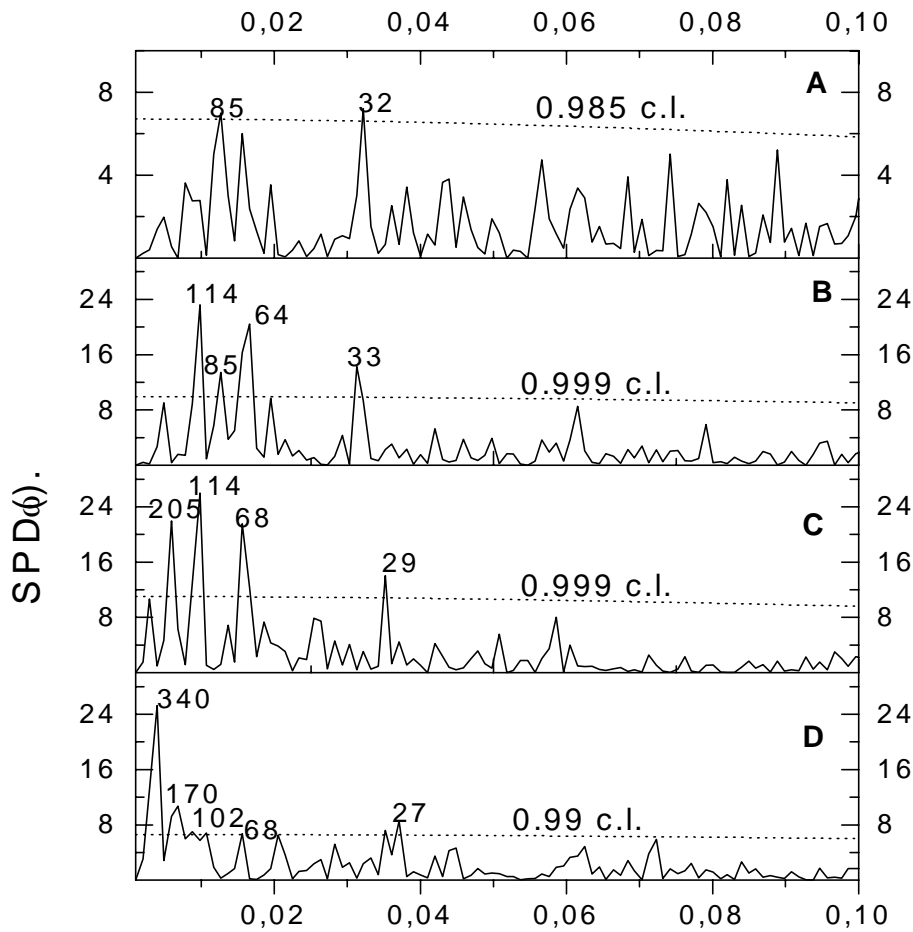 0,02 0,04 0,06 0,08 0,10
8 8
A
85 32 0.985 c.l.
4 4
24 24
114 B
64
16 16
85 33
0.999 c.l.
8 8
24 24
114
205 68 C
16 16
29
0.999 c.l.
8 8
SPD(ω).
340
24 24
D
16 16
170
102 68 27 0.99 c.l.
8 8
0,02 0,04 0,06 0,08 0,10